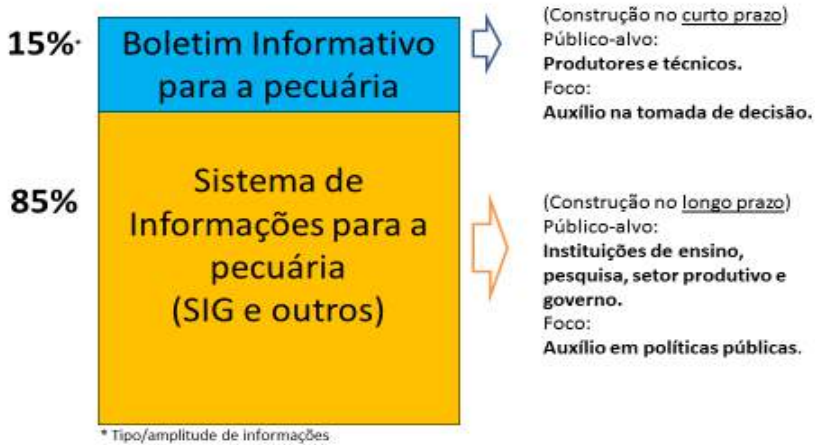 15%*
Boletim Informativo
para a pecuária
(Construção no curto prazo)
Público-alvo:
Produtores e técnicos.
Foco:
Auxílio na tomada de decisão.
85%
Sistema de
Informações para a
pecuária
(SIG e outros)
(Construção no longo prazo)
Público-alvo:
Instituições de ensino,
pesquisa, setor produtivo e
governo.
Foco:
Auxílio em políticas públicas.
* Tipo/amplitude de informações